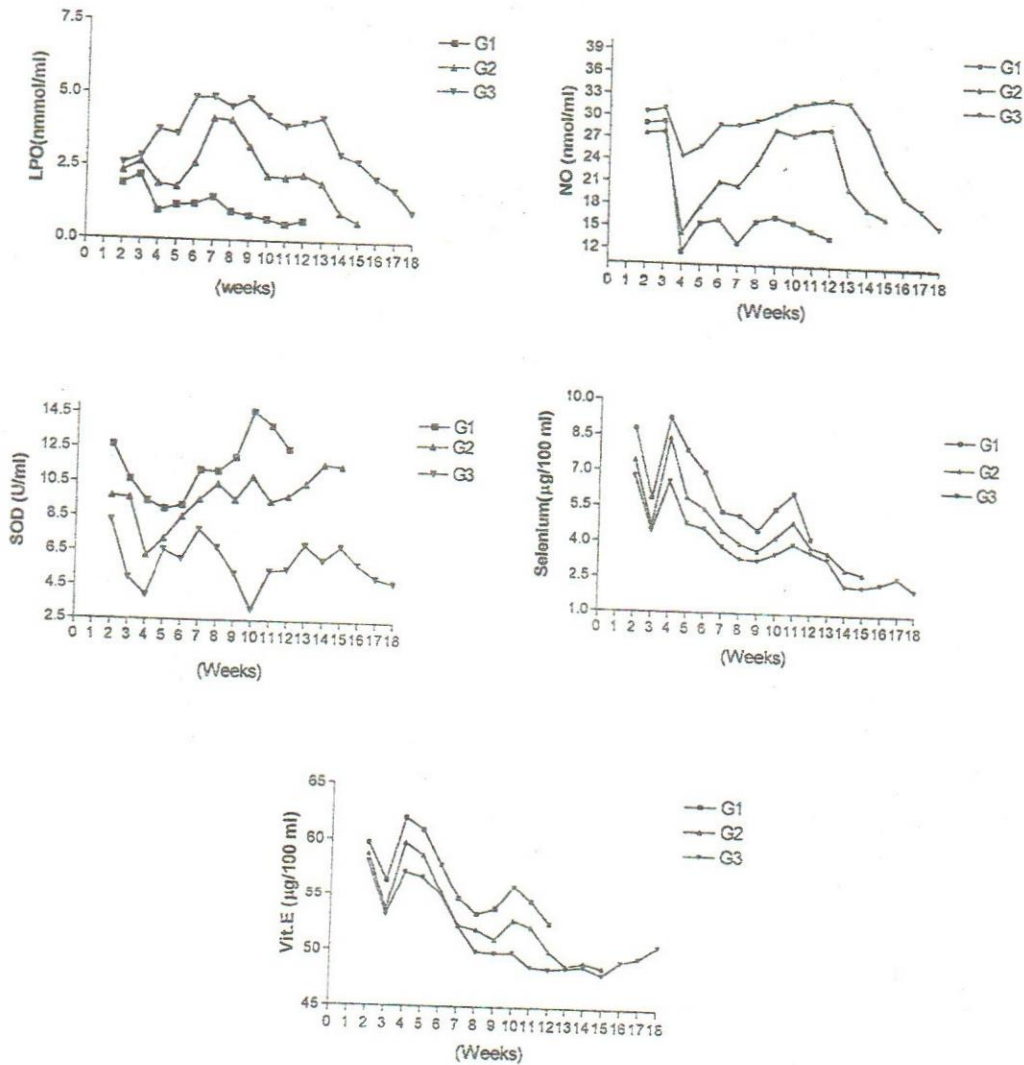 7.5
5.0
2.5
0.0
LPO(nmmol/ml)
0 1 2 3 4 5 6 7 8 9 10 11 12 13 14 15 16 17 18
(weeks)
G1
G2
G3
39
36
33
30
27
24
21
18
15
12
NO (nmol/ml)
0 1 2 3 4 5 6 7 8 9 10 11 12 13 14 15 16 17 18
(Weeks)
G1
G2
G3
14.5
12.5
10.5
8.5
6.5
4.5
2.5
SOD (U/ml)
0 1 2 3 4 5 6 7 8 9 10 11 12 13 14 15 16 17 18
(Weeks)
G1
G2
G3
10.0
8.5
7.0
5.5
4.0
2.5
1.0
Selenium(µg/100 ml)
0 1 2 3 4 5 6 7 8 9 10 11 12 13 14 15 16 17 18
(Weeks)
G1
G2
G3
65
60
55
50
45
Vit.E (µg/100 ml)
0 1 2 3 4 5 6 7 8 9 10 11 12 13 14 15 16 17 18
(Weeks)
G1
G2
G3